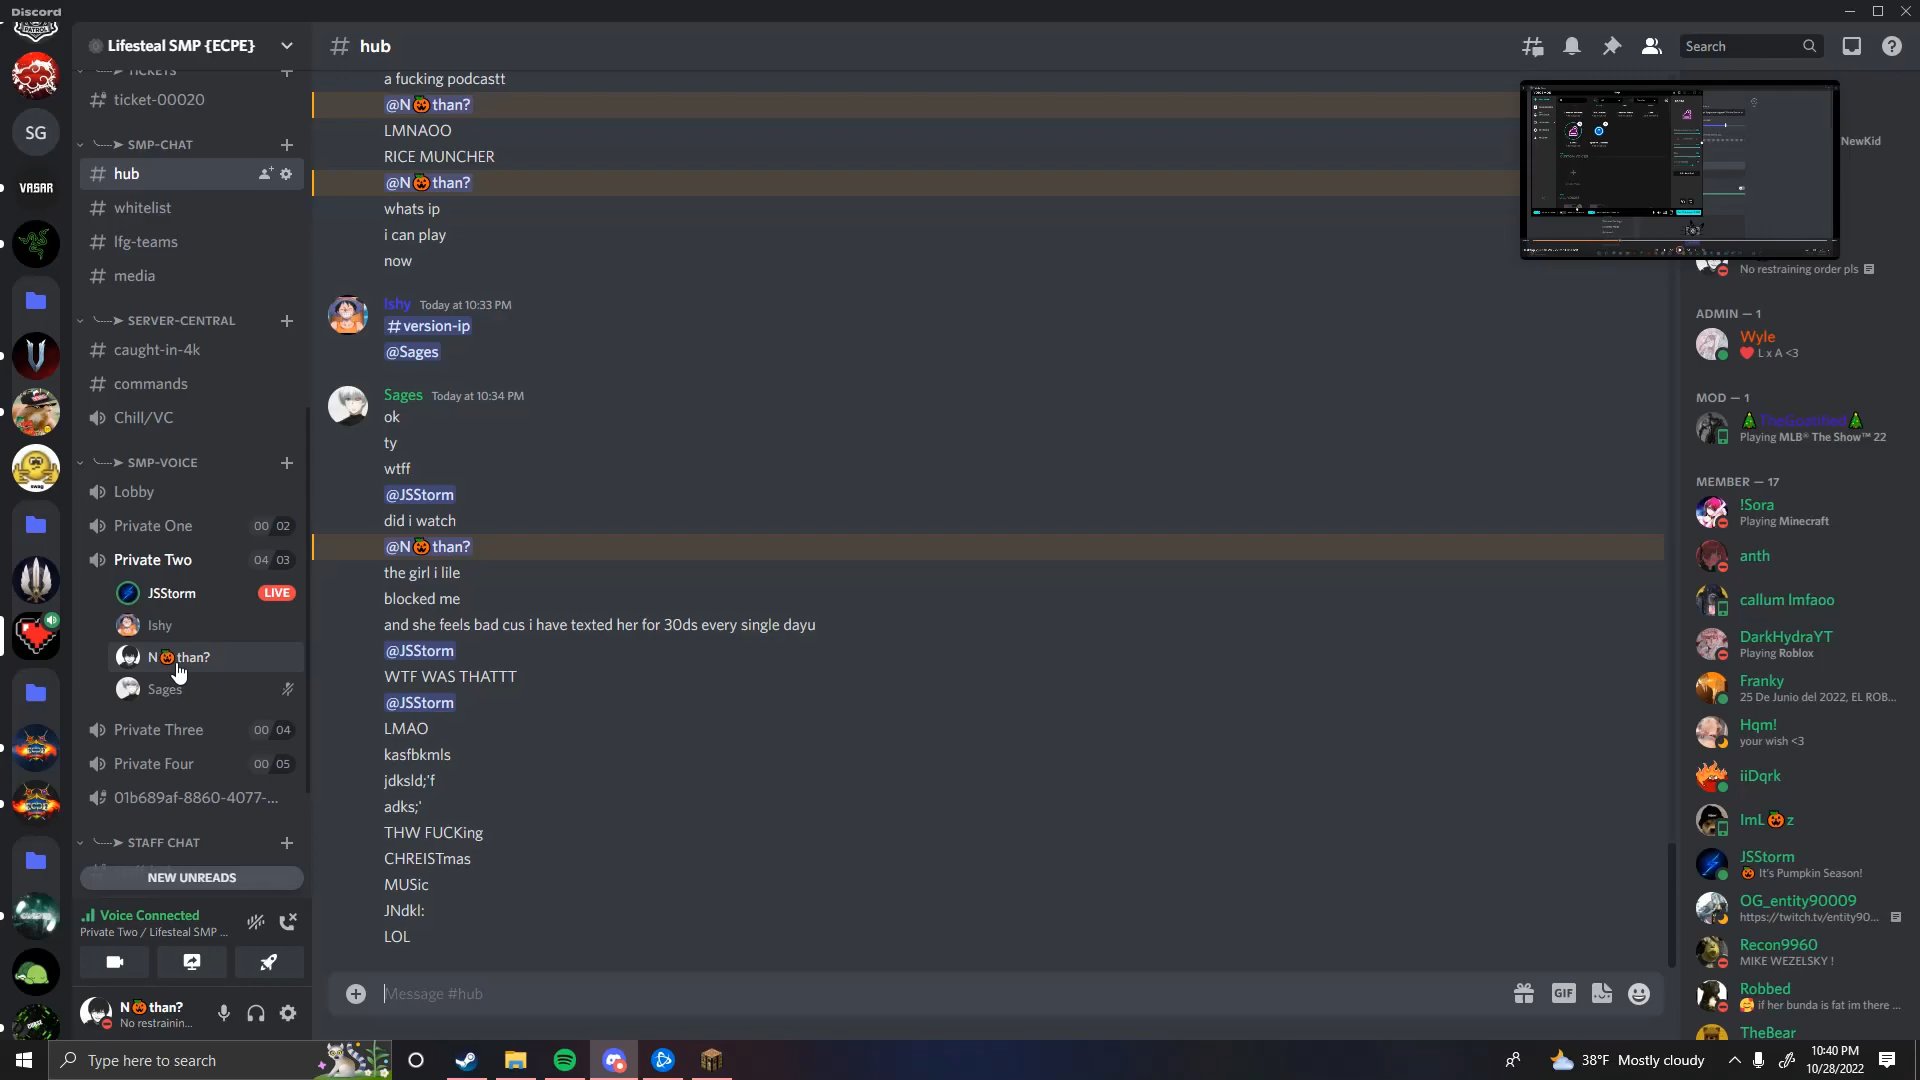 Discord
Lifesteal SMP {ECPE}
TICKETS
ticket-00020
SMP-CHAT
hub
whitelist
lfg-teams
media
SERVER-CENTRAL
caught-in-4k
commands
Chill/VC
SMP-VOICE
Lobby
Private One 00 02
Private Two 04 03
JSStorm LIVE
Ishy
N🎃than?
Sages
Private Three 00 04
Private Four 00 05
01b689af-8860-4077-...
STAFF CHAT
NEW UNREADS
Voice Connected
Private Two / Lifesteal SMP ...
N🎃than?
No restrainin...
SG
VASAR
swag
# hub
Search
a fucking podcastt
@N🎃than?
LMNAOO
RICE MUNCHER
@N🎃than?
whats ip
i can play
now
Ishy Today at 10:33 PM
#version-ip
@Sages
Sages Today at 10:34 PM
ok
ty
wtff
@JSStorm
did i watch
@N🎃than?
the girl i lile
blocked me
and she feels bad cus i have texted her for 30ds every single dayu
@JSStorm
WTF WAS THATTT
@JSStorm
LMAO
kasfbkmls
jdksld;'f
adks;'
THW FUCKing
CHREISTmas
MUSic
JNdkl:
LOL
Message #hub
GIF
NewKid
No restraining order pls
ADMIN — 1
Wyle
❤️ L x A <3
MOD — 1
Playing MLB® The Show™ 22
MEMBER — 17
!Sora
Playing Minecraft
anth
callum lmfaoo
DarkHydraYT
Playing Roblox
Franky
25 De Junio del 2022, EL ROB...
Hqm!
your wish <3
iiDqrk
ImL🎃z
JSStorm
🎃 It's Pumpkin Season!
OG_entity90009
https://twitch.tv/entity90...
Recon9960
MIKE WEZELSKY !
Robbed
🥰 if her bunda is fat im there ...
TheBear
Type here to search
38°F Mostly cloudy
10:40 PM
10/28/2022